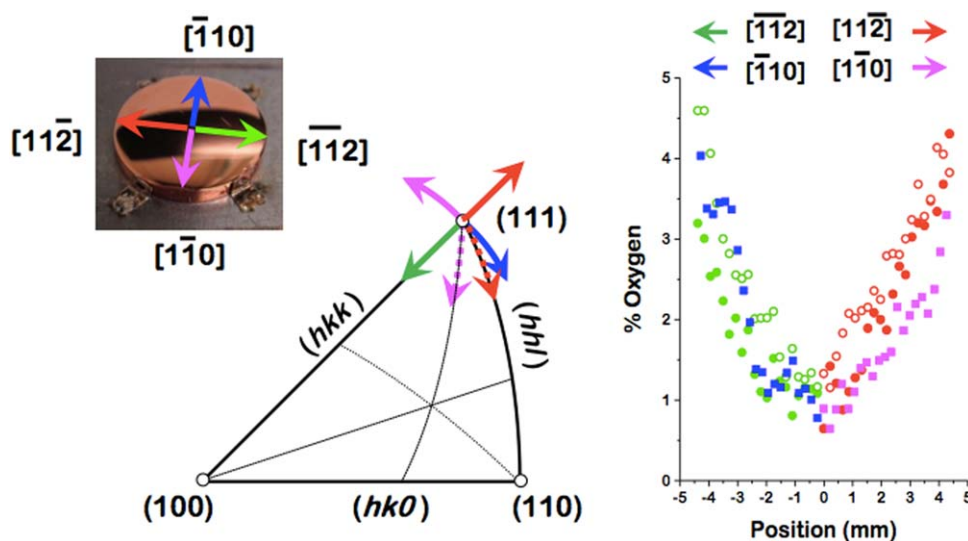 [1̅10]
[112̅]
[1̅1̅2]
[11̅0]
(111)
(hkk)
(hhl)
(100)
(hk0)
(110)
[1̅1̅2] [112̅]
[1̅10] [11̅0]
% Oxygen
5
4
3
2
1
0
-5 -4 -3 -2 -1 0 1 2 3 4 5
Position (mm)